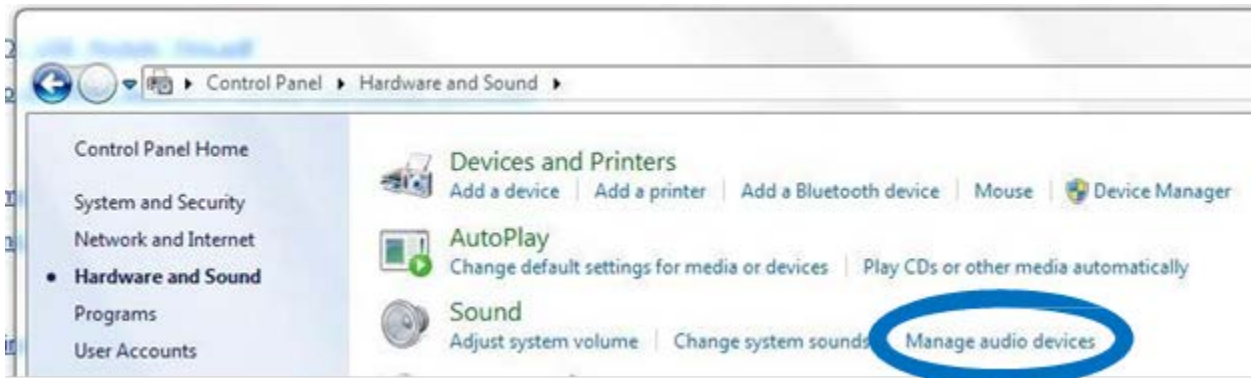 Control Panel ▸ Hardware and Sound ▸
Control Panel Home
System and Security
Network and Internet
• Hardware and Sound
Programs
User Accounts
Devices and Printers
Add a device | Add a printer | Add a Bluetooth device | Mouse | Device Manager
AutoPlay
Change default settings for media or devices | Play CDs or other media automatically
Sound
Adjust system volume | Change system sounds Manage audio devices